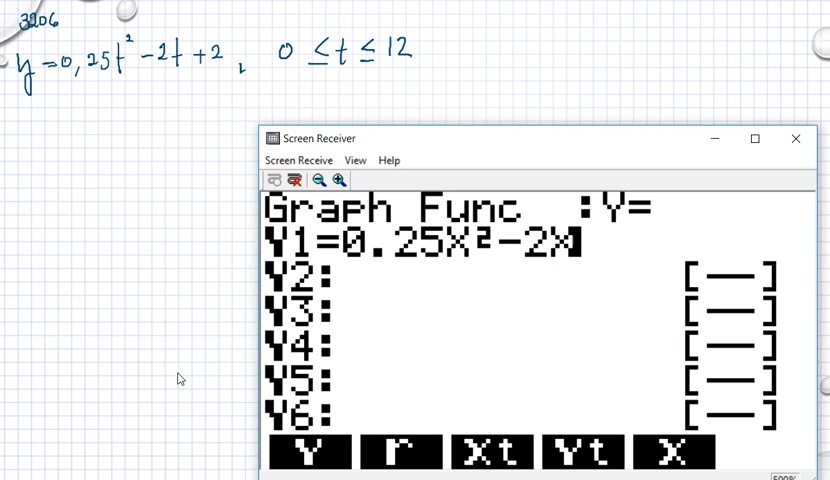 3206
y = 0,25t² - 2t + 2, 0 ≤ t ≤ 12
Screen Receiver
Screen Receive View Help
Graph Func :Y=
Y1=0.25X²-2X
Y2: [—]
Y3: [—]
Y4: [—]
Y5: [—]
Y6: [—]
Y r Xt Yt X
500%